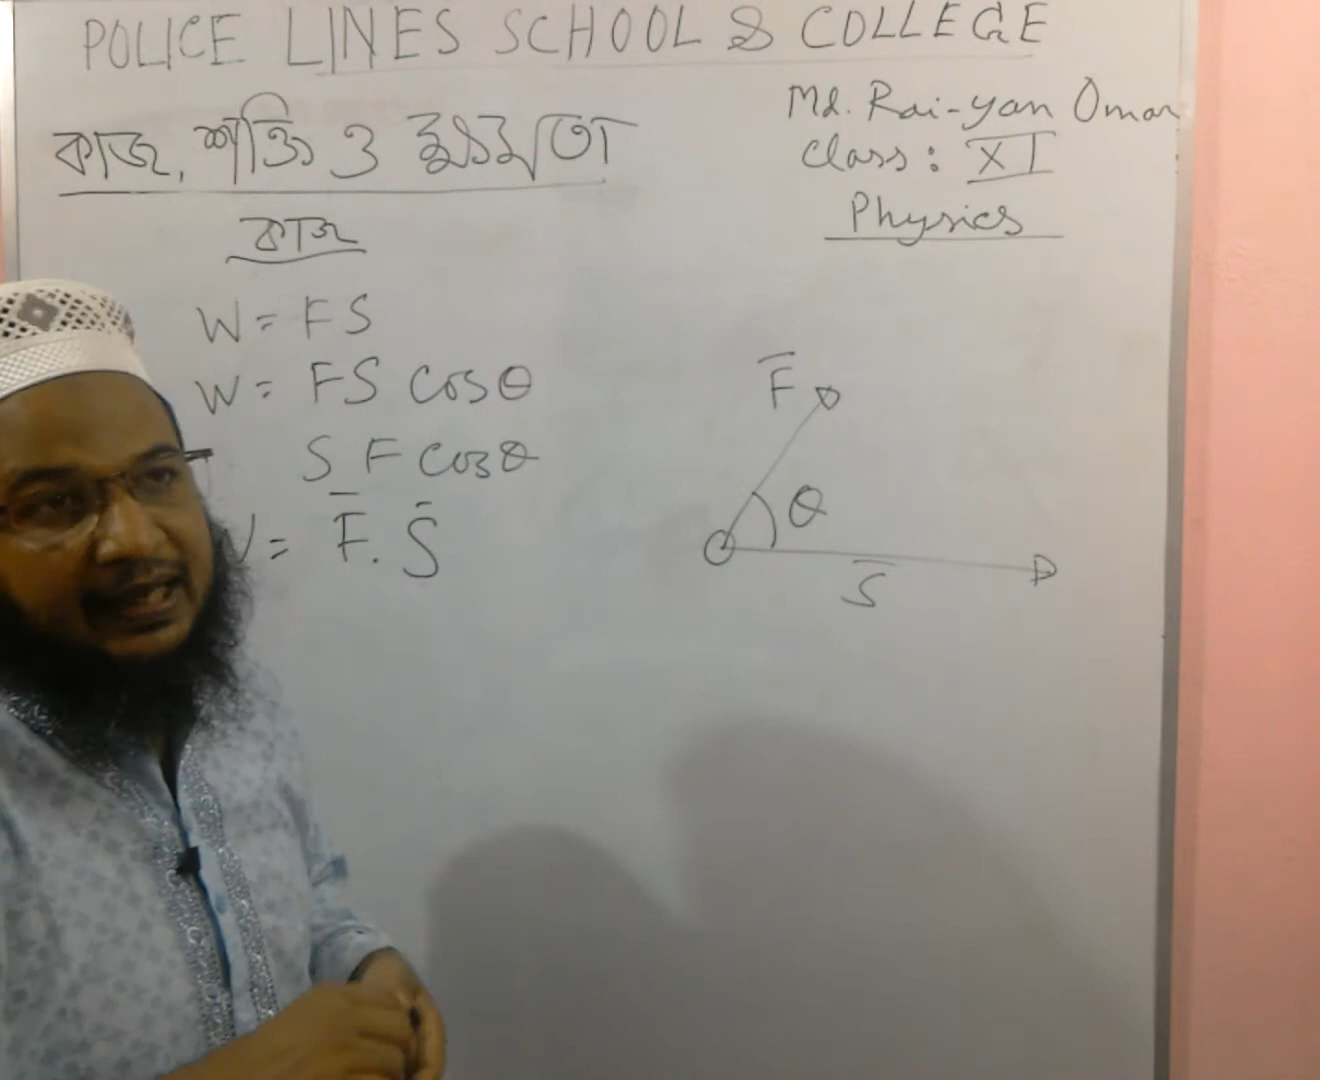 POLICE LINES SCHOOL & COLLEGE
Md. Rai-yan Omar
Class: XI
Physics
কাজ, শক্তি ও ক্ষমতা
কাজ
W = FS
W = FS Cosθ
S F Cosθ
W = F̅. S̅
F̅
θ
S̅